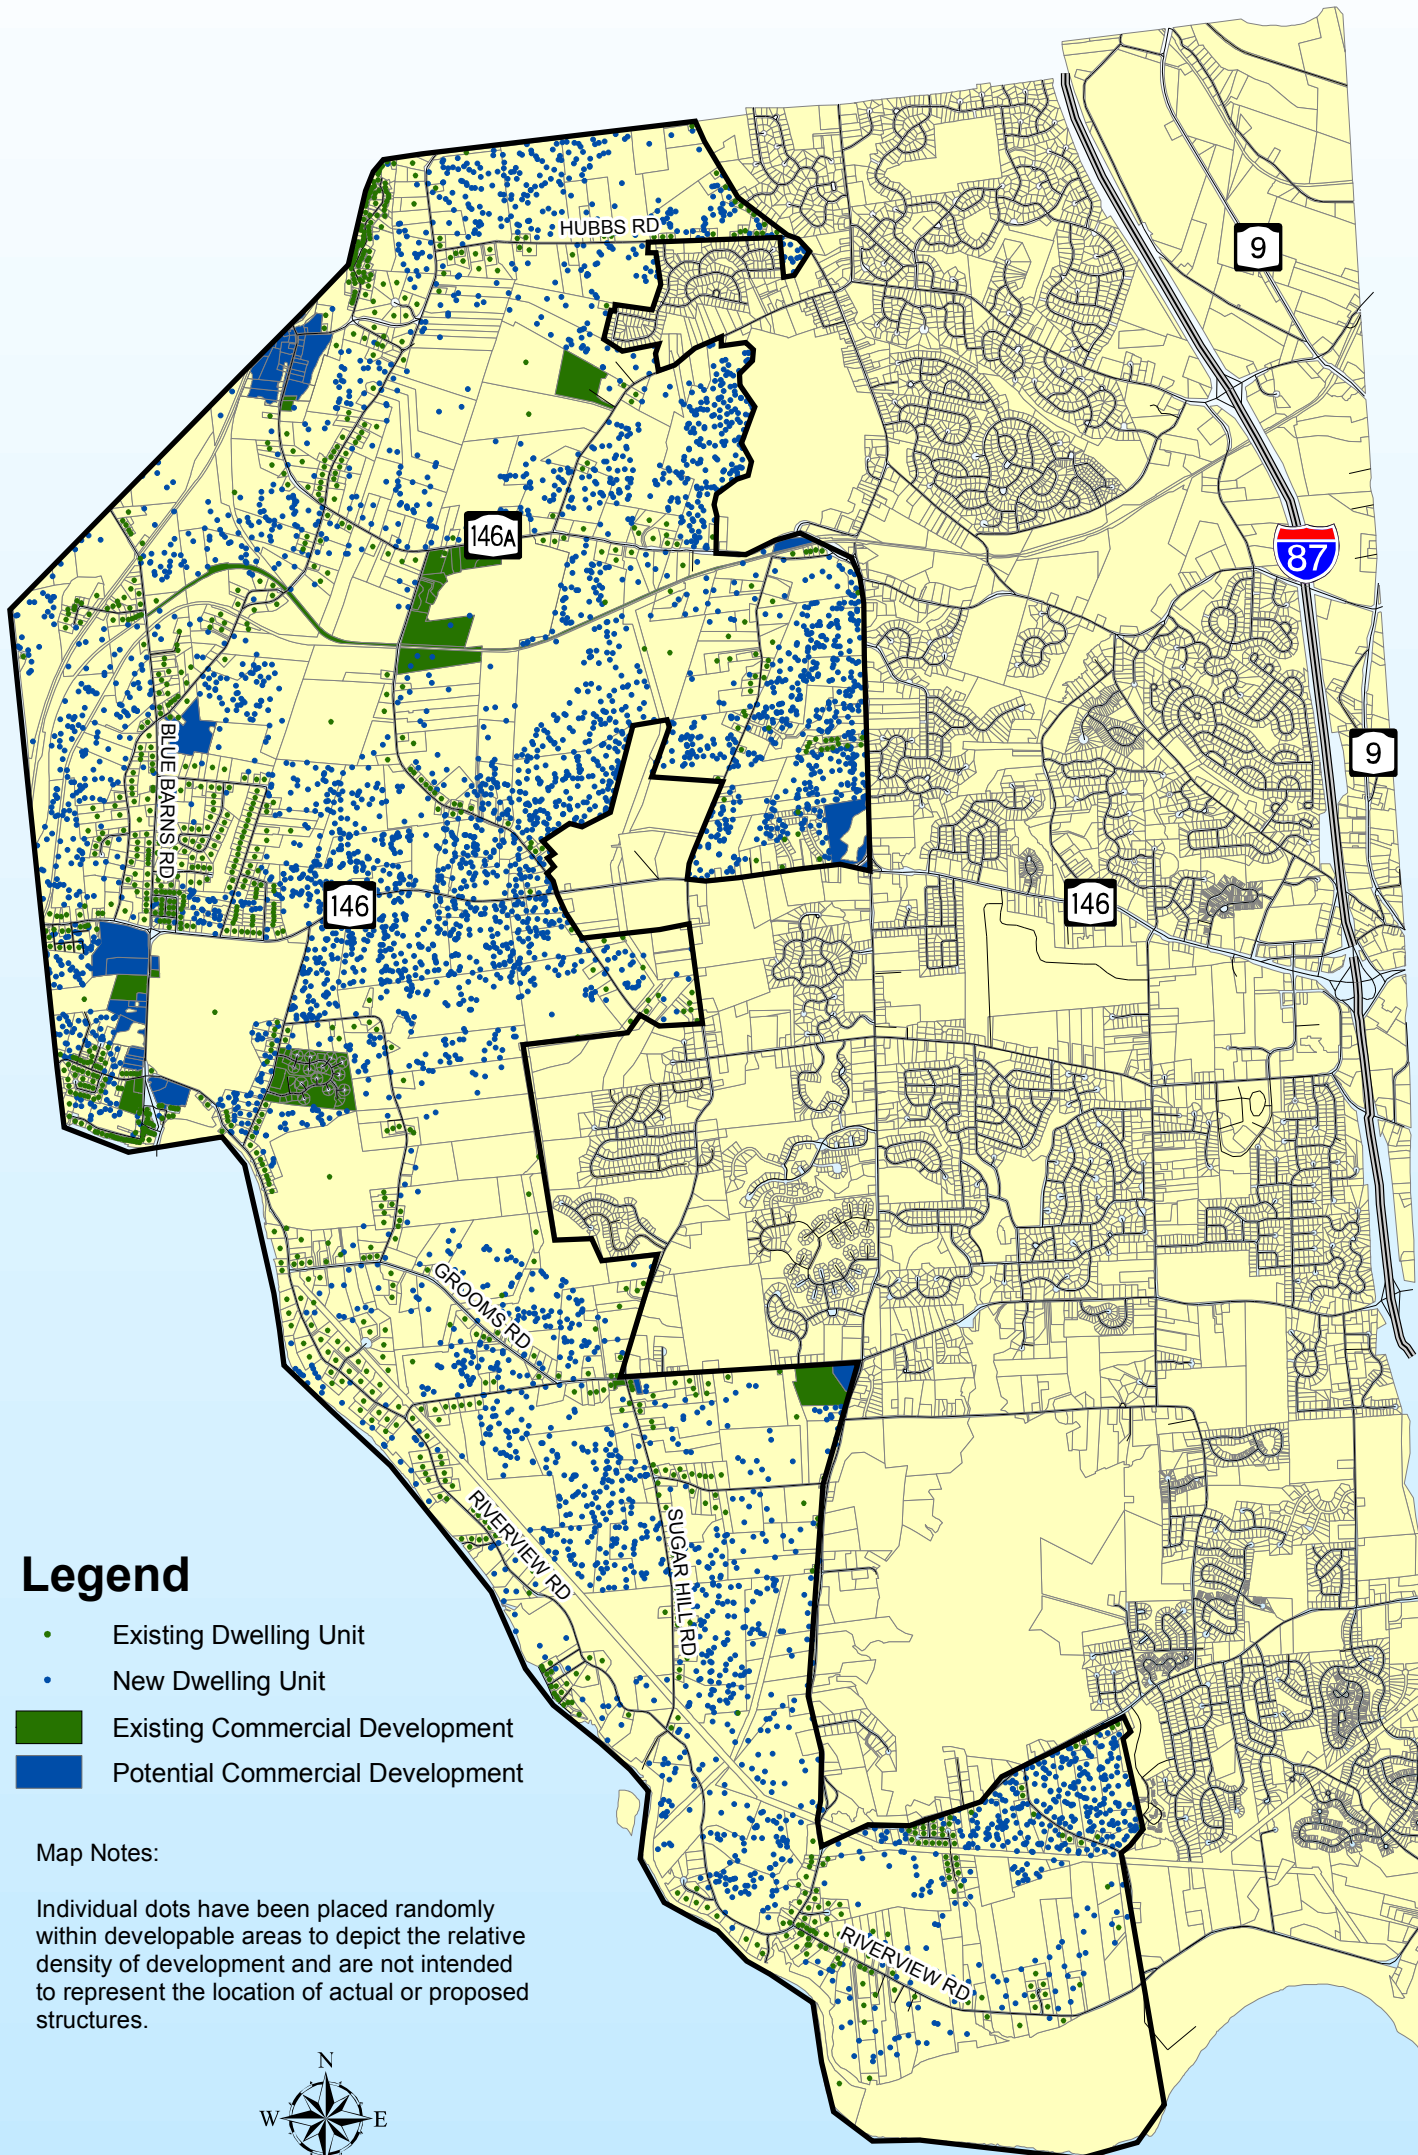 HUBBS RD
9
146A
87
BLUE BARNS RD
9
146
146
GROOMS RD
RIVERVIEW RD
SUGAR HILL RD
RIVERVIEW RD
Legend
Existing Dwelling Unit
New Dwelling Unit
Existing Commercial Development
Potential Commercial Development
Map Notes:
Individual dots have been placed randomly
within developable areas to depict the relative
density of development and are not intended
to represent the location of actual or proposed
structures.
N
W
E